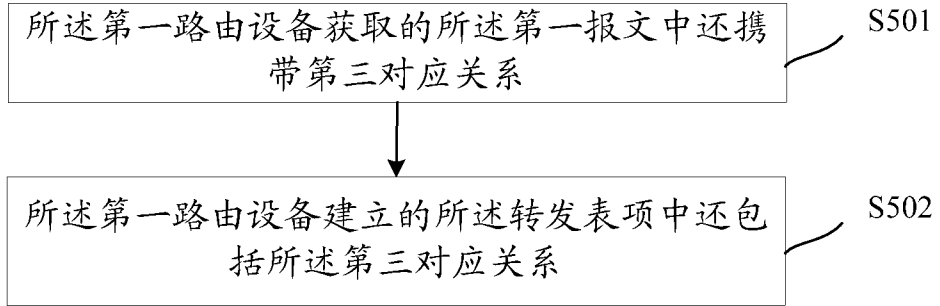 所述第一路由设备获取的所述第一报文中还携
带第三对应关系
S501
所述第一路由设备建立的所述转发表项中还包
括所述第三对应关系
S502